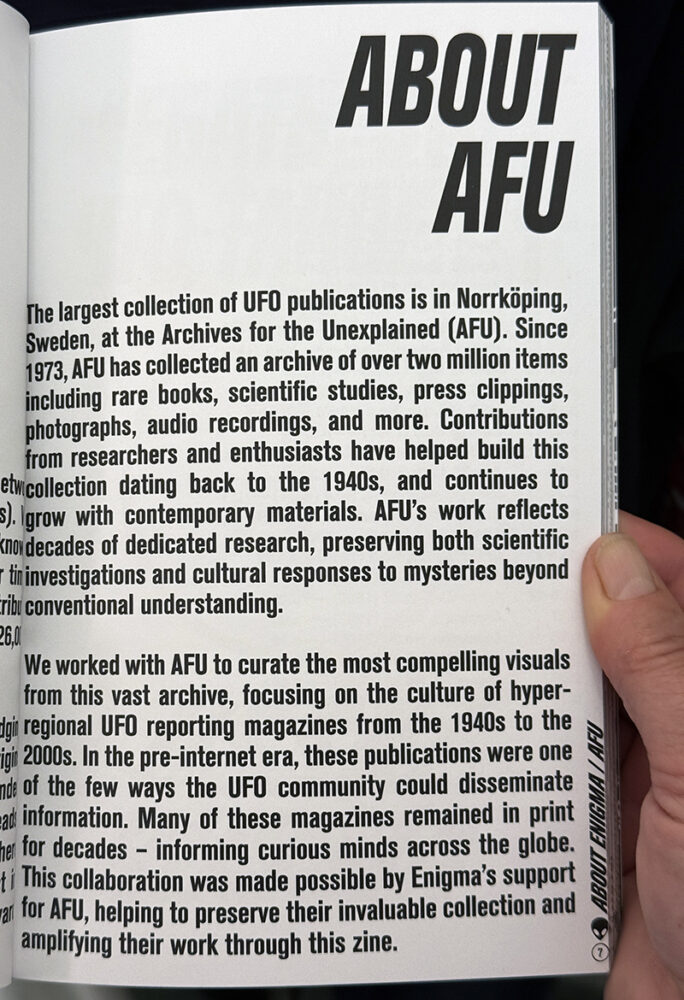 ABOUT
AFU
The largest collection of UFO publications is in Norrköping,
Sweden, at the Archives for the Unexplained (AFU). Since
1973, AFU has collected an archive of over two million items
including rare books, scientific studies, press clippings,
photographs, audio recordings, and more. Contributions
from researchers and enthusiasts have helped build this
collection dating back to the 1940s, and continues to
grow with contemporary materials. AFU's work reflects
decades of dedicated research, preserving both scientific
investigations and cultural responses to mysteries beyond
conventional understanding.
We worked with AFU to curate the most compelling visuals
from this vast archive, focusing on the culture of hyper-
regional UFO reporting magazines from the 1940s to the
2000s. In the pre-internet era, these publications were one
of the few ways the UFO community could disseminate
information. Many of these magazines remained in print
for decades – informing curious minds across the globe.
This collaboration was made possible by Enigma's support
for AFU, helping to preserve their invaluable collection and
amplifying their work through this zine.
ABOUT ENIGMA / AFU
7